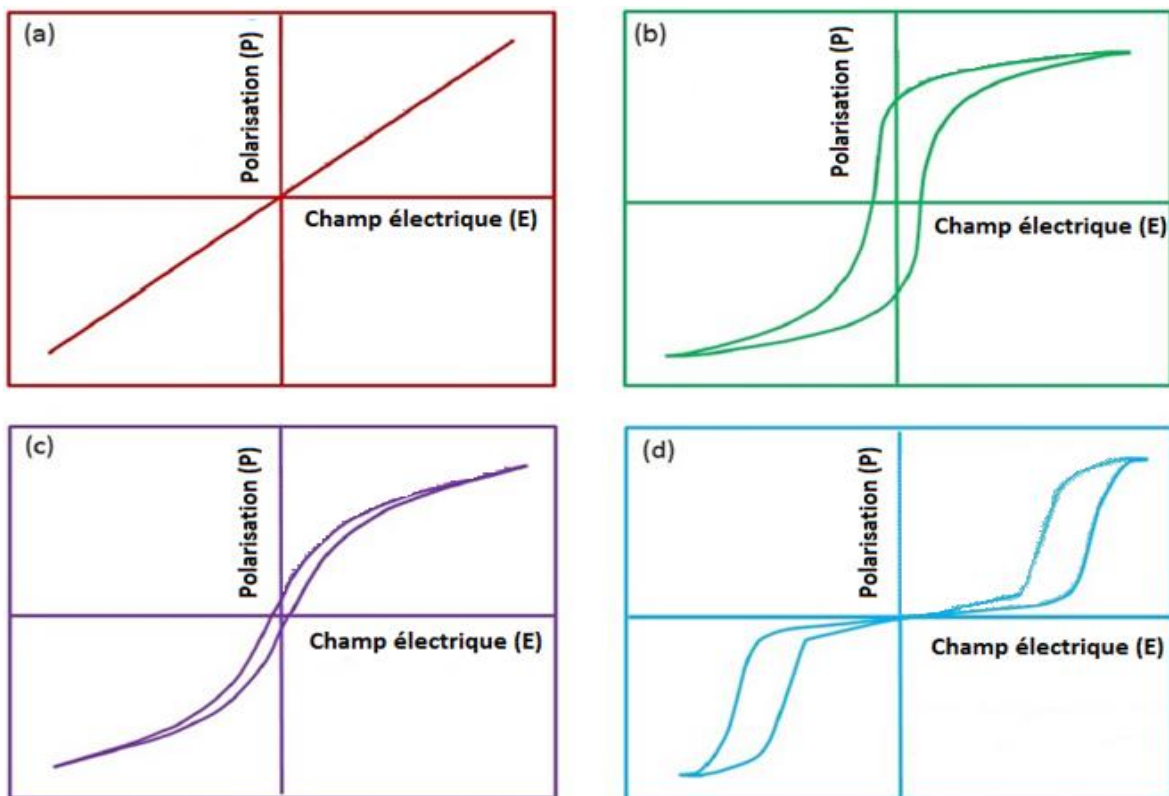 (a)
Polarisation (P)
Champ électrique (E)
(b)
Polarisation (P)
Champ électrique (E)
(c)
Polarisation (P)
Champ électrique (E)
(d)
Polarisation (P)
Champ électrique (E)